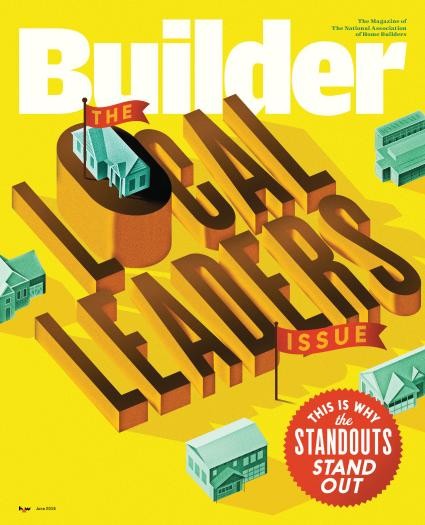 Builder
The Magazine of
The National Association
of Home Builders
THE
LOCAL
LEADERS
ISSUE
THIS IS WHY
the
STANDOUTS
STAND
OUT